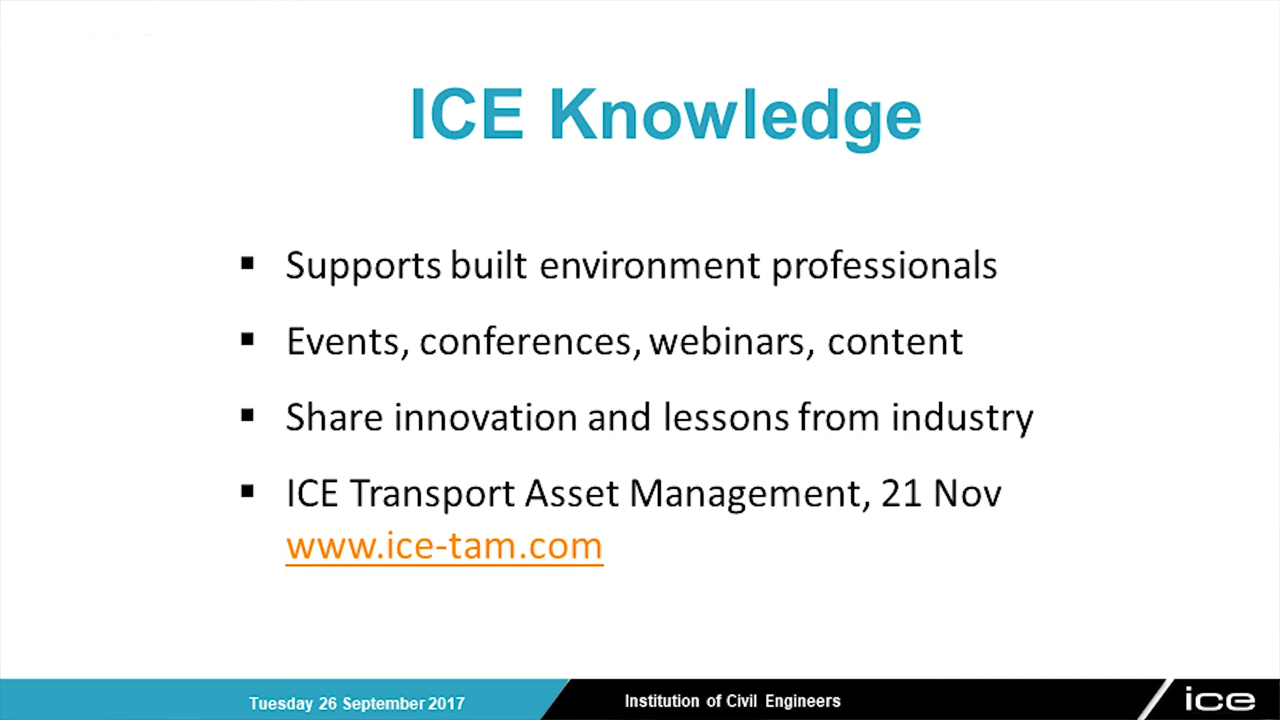 ICE Knowledge
▪ Supports built environment professionals
▪ Events, conferences, webinars, content
▪ Share innovation and lessons from industry
▪ ICE Transport Asset Management, 21 Nov
www.ice-tam.com
Tuesday 26 September 2017
Institution of Civil Engineers
ice